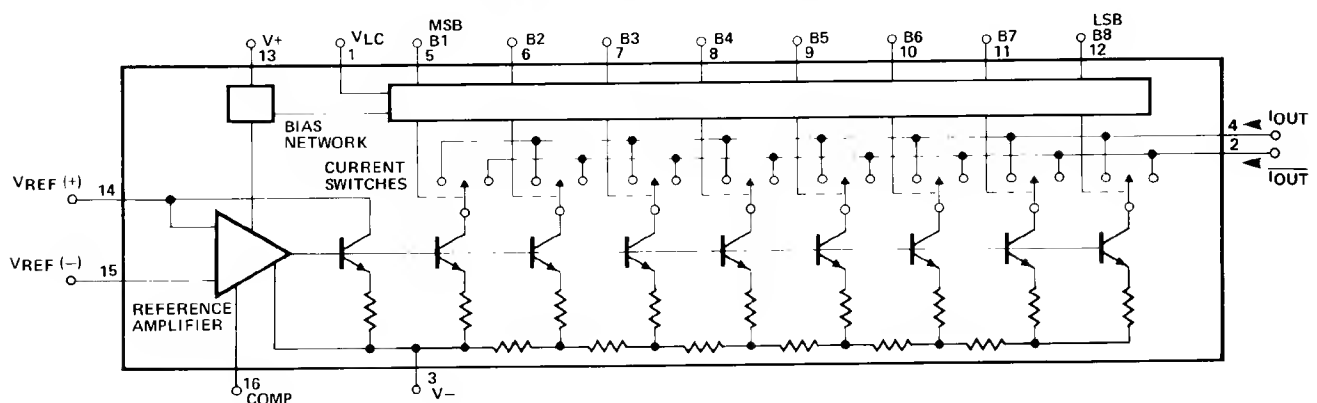 V+
13
VLC
1
MSB
B1
5
B2
6
B3
7
B4
8
B5
9
B6
10
B7
11
LSB
B8
12
BIAS
NETWORK
CURRENT
SWITCHES
4
IOUT
2
IOUT
VREF (+)
14
VREF (−)
15
REFERENCE
AMPLIFIER
16
COMP
3
V−